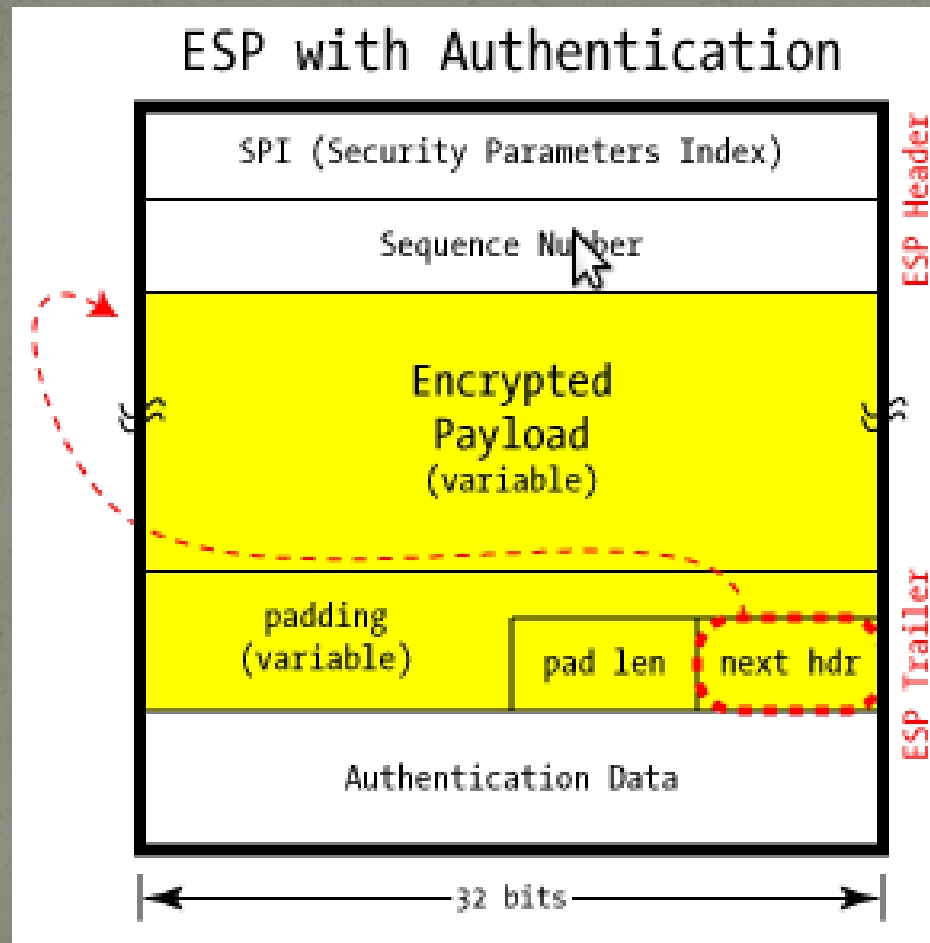 ESP with Authentication
SPI (Security Parameters Index)
ESP Header
Sequence Number
Encrypted
Payload
(variable)
padding
(variable)
pad len
next hdr
ESP Trailer
Authentication Data
32 bits